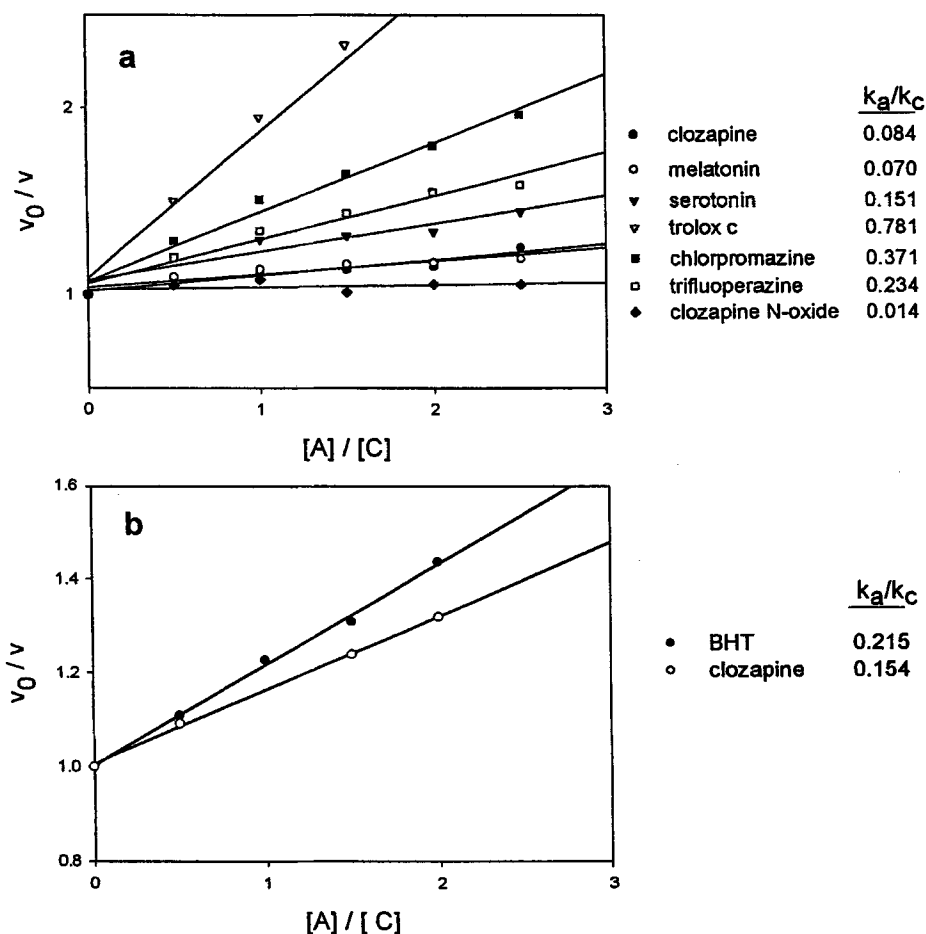 a
v0 / v
2
1
0
1
2
3
[A] / [C]
ka/kc
clozapine 0.084
melatonin 0.070
serotonin 0.151
trolox c 0.781
chlorpromazine 0.371
trifluoperazine 0.234
clozapine N-oxide 0.014
b
v0 / v
1.6
1.4
1.2
1.0
0.8
0
1
2
3
[A] / [ C]
ka/kc
BHT 0.215
clozapine 0.154